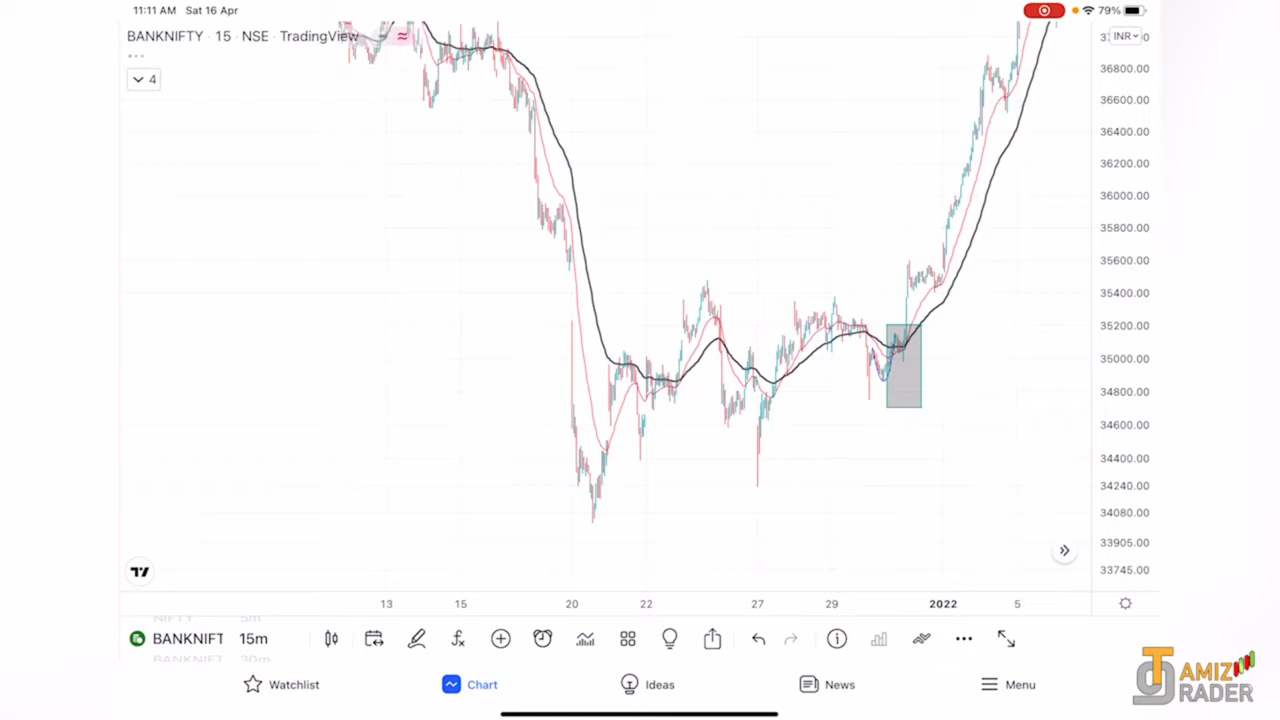 11:11 AM Sat 16 Apr
79%
BANKNIFTY · 15 · NSE · TradingView
INR
4
36800.00
36600.00
36400.00
36200.00
36000.00
35800.00
35600.00
35400.00
35200.00
35000.00
34800.00
34600.00
34400.00
34240.00
34080.00
33905.00
33745.00
13 15 20 22 27 29 2022 5
BANKNIFT 15m
Watchlist Chart Ideas News Menu
TAMIZ
TRADER